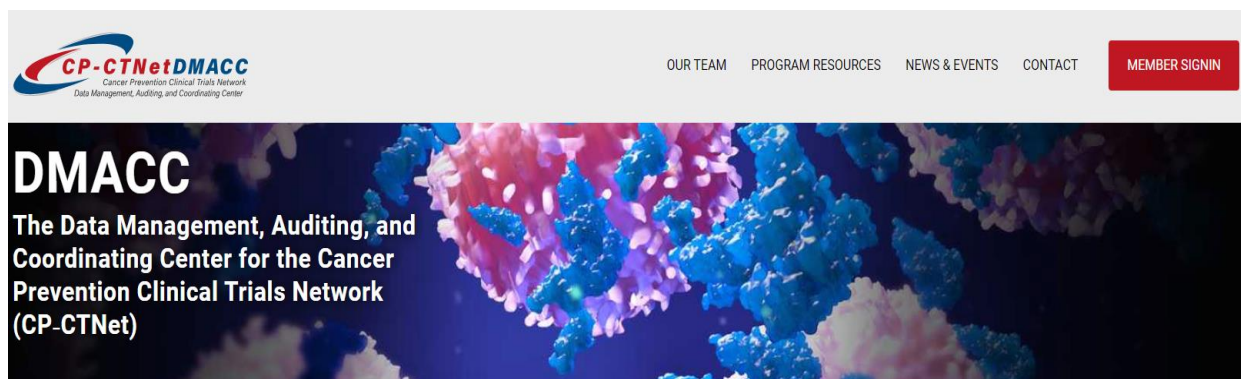 CP-CTNetDMACC
Cancer Prevention Clinical Trials Network
Data Management, Auditing, and Coordinating Center
OUR TEAM PROGRAM RESOURCES NEWS & EVENTS CONTACT MEMBER SIGNIN
DMACC
The Data Management, Auditing, and
Coordinating Center for the Cancer
Prevention Clinical Trials Network
(CP-CTNet)